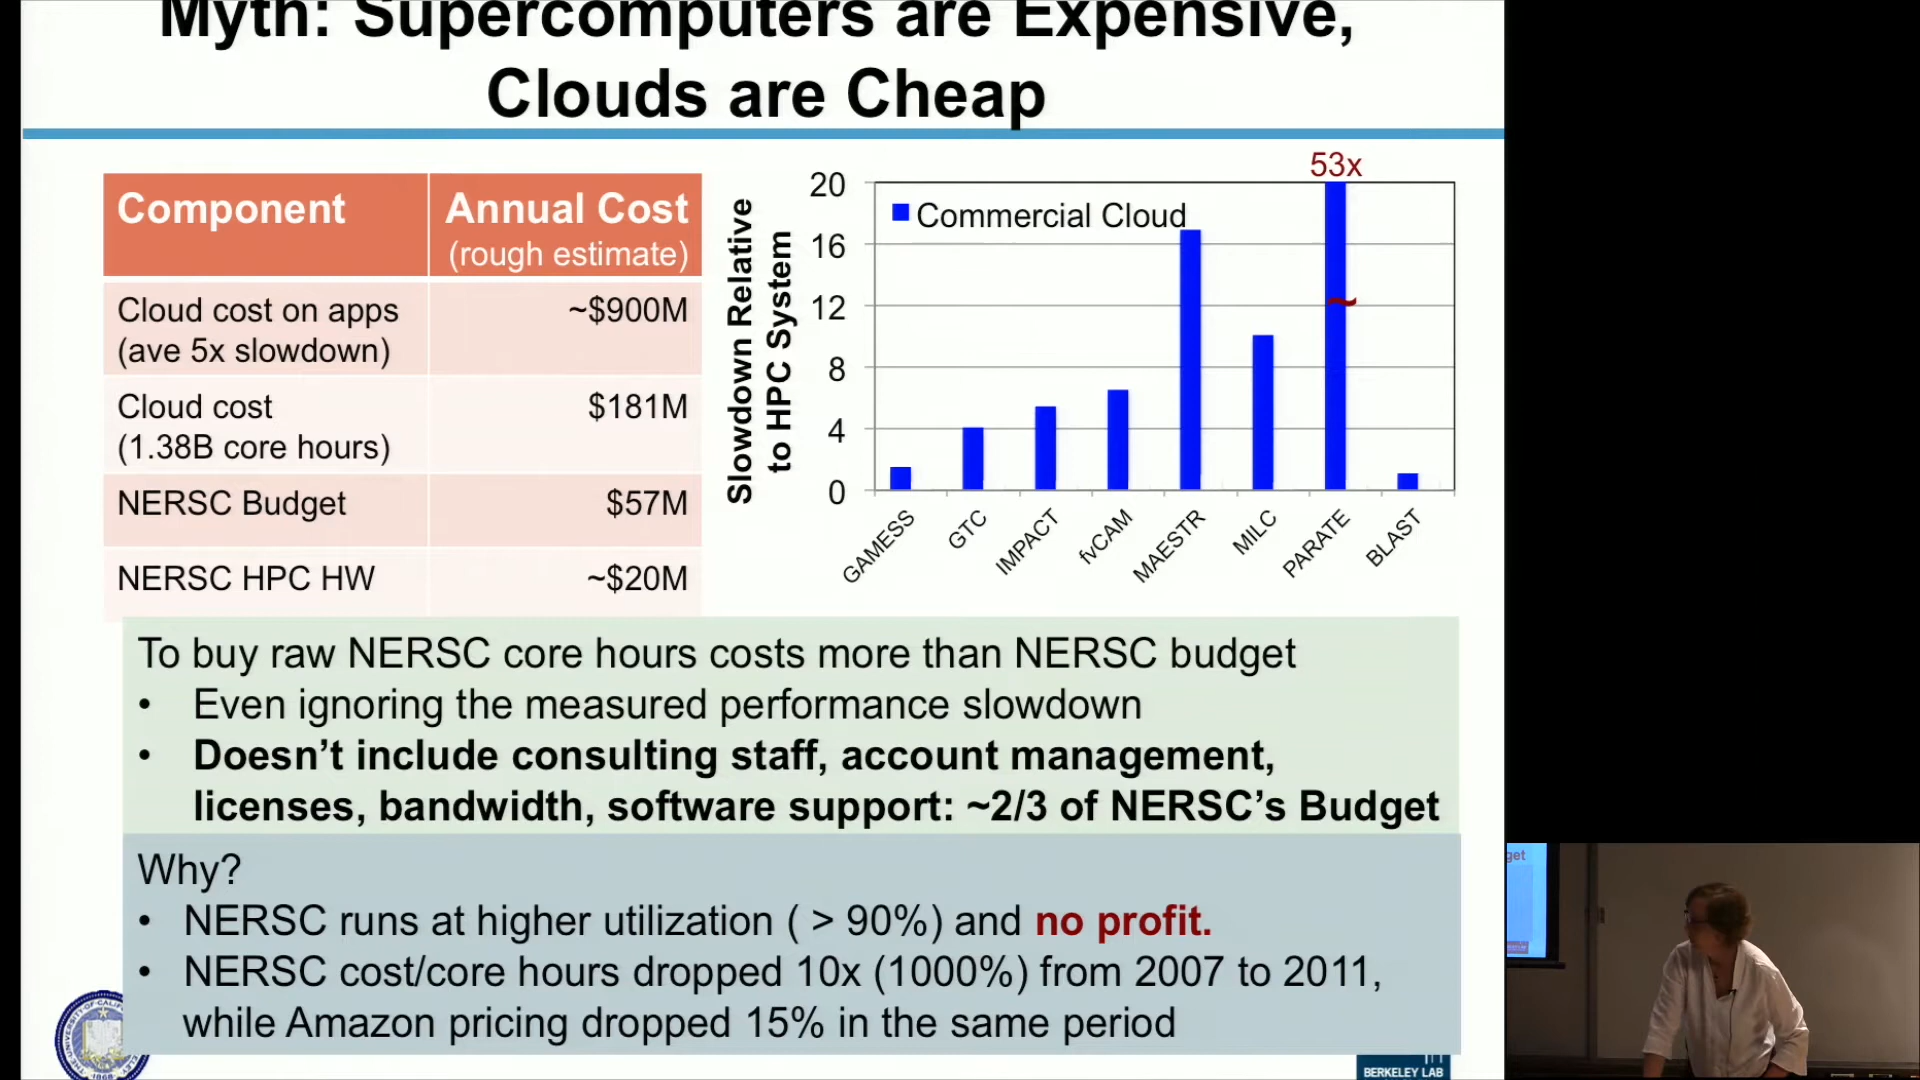 Myth: Supercomputers are Expensive,
Clouds are Cheap
Component
Annual Cost
(rough estimate)
Cloud cost on apps
(ave 5x slowdown)
~$900M
Cloud cost
(1.38B core hours)
$181M
NERSC Budget
$57M
NERSC HPC HW
~$20M
Slowdown Relative
to HPC System
53x
Commercial Cloud
20
16
12
~
8
4
0
GAMESS
GTC
IMPACT
fvCAM
MAESTR
MILC
PARATE
BLAST
To buy raw NERSC core hours costs more than NERSC budget
• Even ignoring the measured performance slowdown
• Doesn’t include consulting staff, account management,
licenses, bandwidth, software support: ~2/3 of NERSC’s Budget
Why?
• NERSC runs at higher utilization ( > 90%) and no profit.
• NERSC cost/core hours dropped 10x (1000%) from 2007 to 2011,
while Amazon pricing dropped 15% in the same period
BERKELEY LAB
get